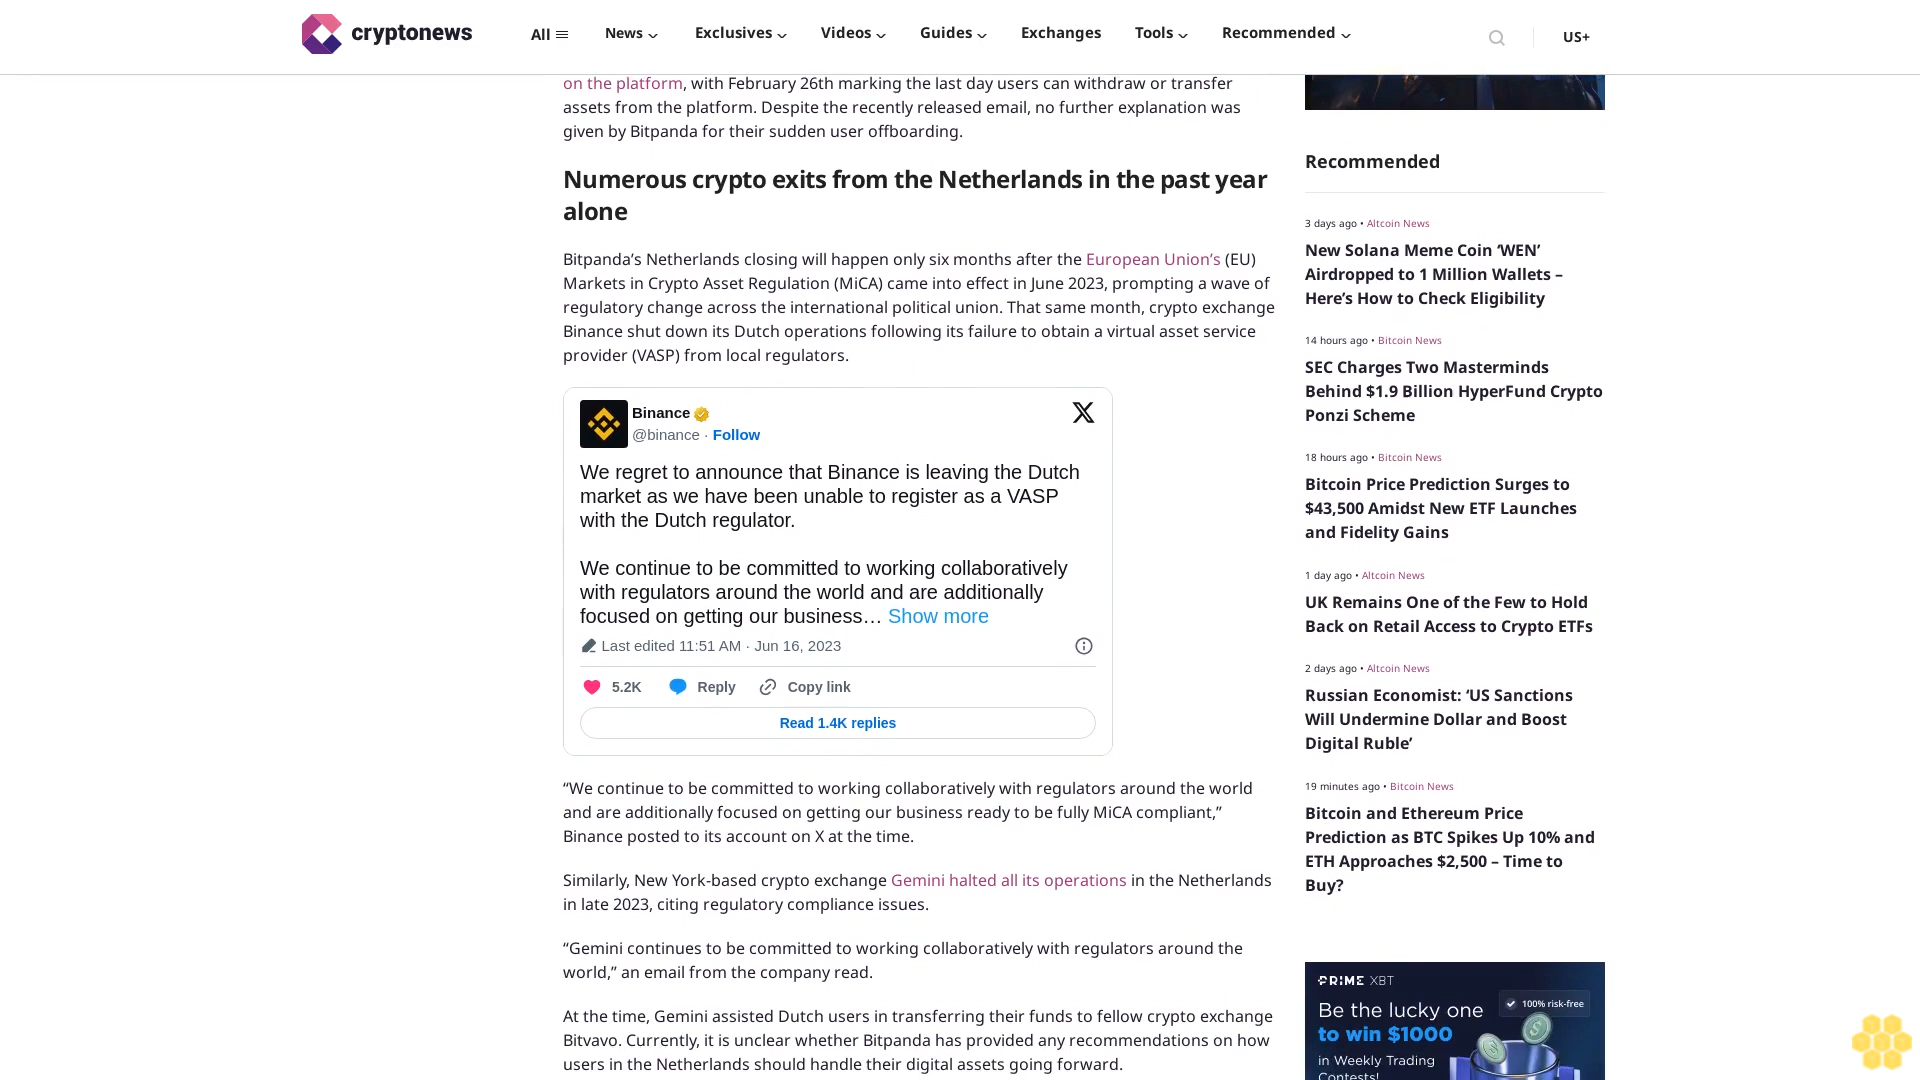 cryptonews
All
News
Exclusives
Videos
Guides
Exchanges
Tools
Recommended
US+
on the platform, with February 26th marking the last day users can withdraw or transfer
assets from the platform. Despite the recently released email, no further explanation was
given by Bitpanda for their sudden user offboarding.
Numerous crypto exits from the Netherlands in the past year
alone
Bitpanda’s Netherlands closing will happen only six months after the European Union’s (EU)
Markets in Crypto Asset Regulation (MiCA) came into effect in June 2023, prompting a wave of
regulatory change across the international political union. That same month, crypto exchange
Binance shut down its Dutch operations following its failure to obtain a virtual asset service
provider (VASP) from local regulators.
Binance
@binance · Follow
We regret to announce that Binance is leaving the Dutch
market as we have been unable to register as a VASP
with the Dutch regulator.
We continue to be committed to working collaboratively
with regulators around the world and are additionally
focused on getting our business… Show more
Last edited 11:51 AM · Jun 16, 2023
5.2K
Reply
Copy link
Read 1.4K replies
“We continue to be committed to working collaboratively with regulators around the world
and are additionally focused on getting our business ready to be fully MiCA compliant,”
Binance posted to its account on X at the time.
Similarly, New York-based crypto exchange Gemini halted all its operations in the Netherlands
in late 2023, citing regulatory compliance issues.
“Gemini continues to be committed to working collaboratively with regulators around the
world,” an email from the company read.
At the time, Gemini assisted Dutch users in transferring their funds to fellow crypto exchange
Bitvavo. Currently, it is unclear whether Bitpanda has provided any recommendations on how
users in the Netherlands should handle their digital assets going forward.
Recommended
3 days ago • Altcoin News
New Solana Meme Coin ‘WEN’
Airdropped to 1 Million Wallets –
Here’s How to Check Eligibility
14 hours ago • Bitcoin News
SEC Charges Two Masterminds
Behind $1.9 Billion HyperFund Crypto
Ponzi Scheme
18 hours ago • Bitcoin News
Bitcoin Price Prediction Surges to
$43,500 Amidst New ETF Launches
and Fidelity Gains
1 day ago • Altcoin News
UK Remains One of the Few to Hold
Back on Retail Access to Crypto ETFs
2 days ago • Altcoin News
Russian Economist: ‘US Sanctions
Will Undermine Dollar and Boost
Digital Ruble’
19 minutes ago • Bitcoin News
Bitcoin and Ethereum Price
Prediction as BTC Spikes Up 10% and
ETH Approaches $2,500 – Time to
Buy?
PRIME XBT
100% risk-free
Be the lucky one
to win $1000
in Weekly Trading
Contests!